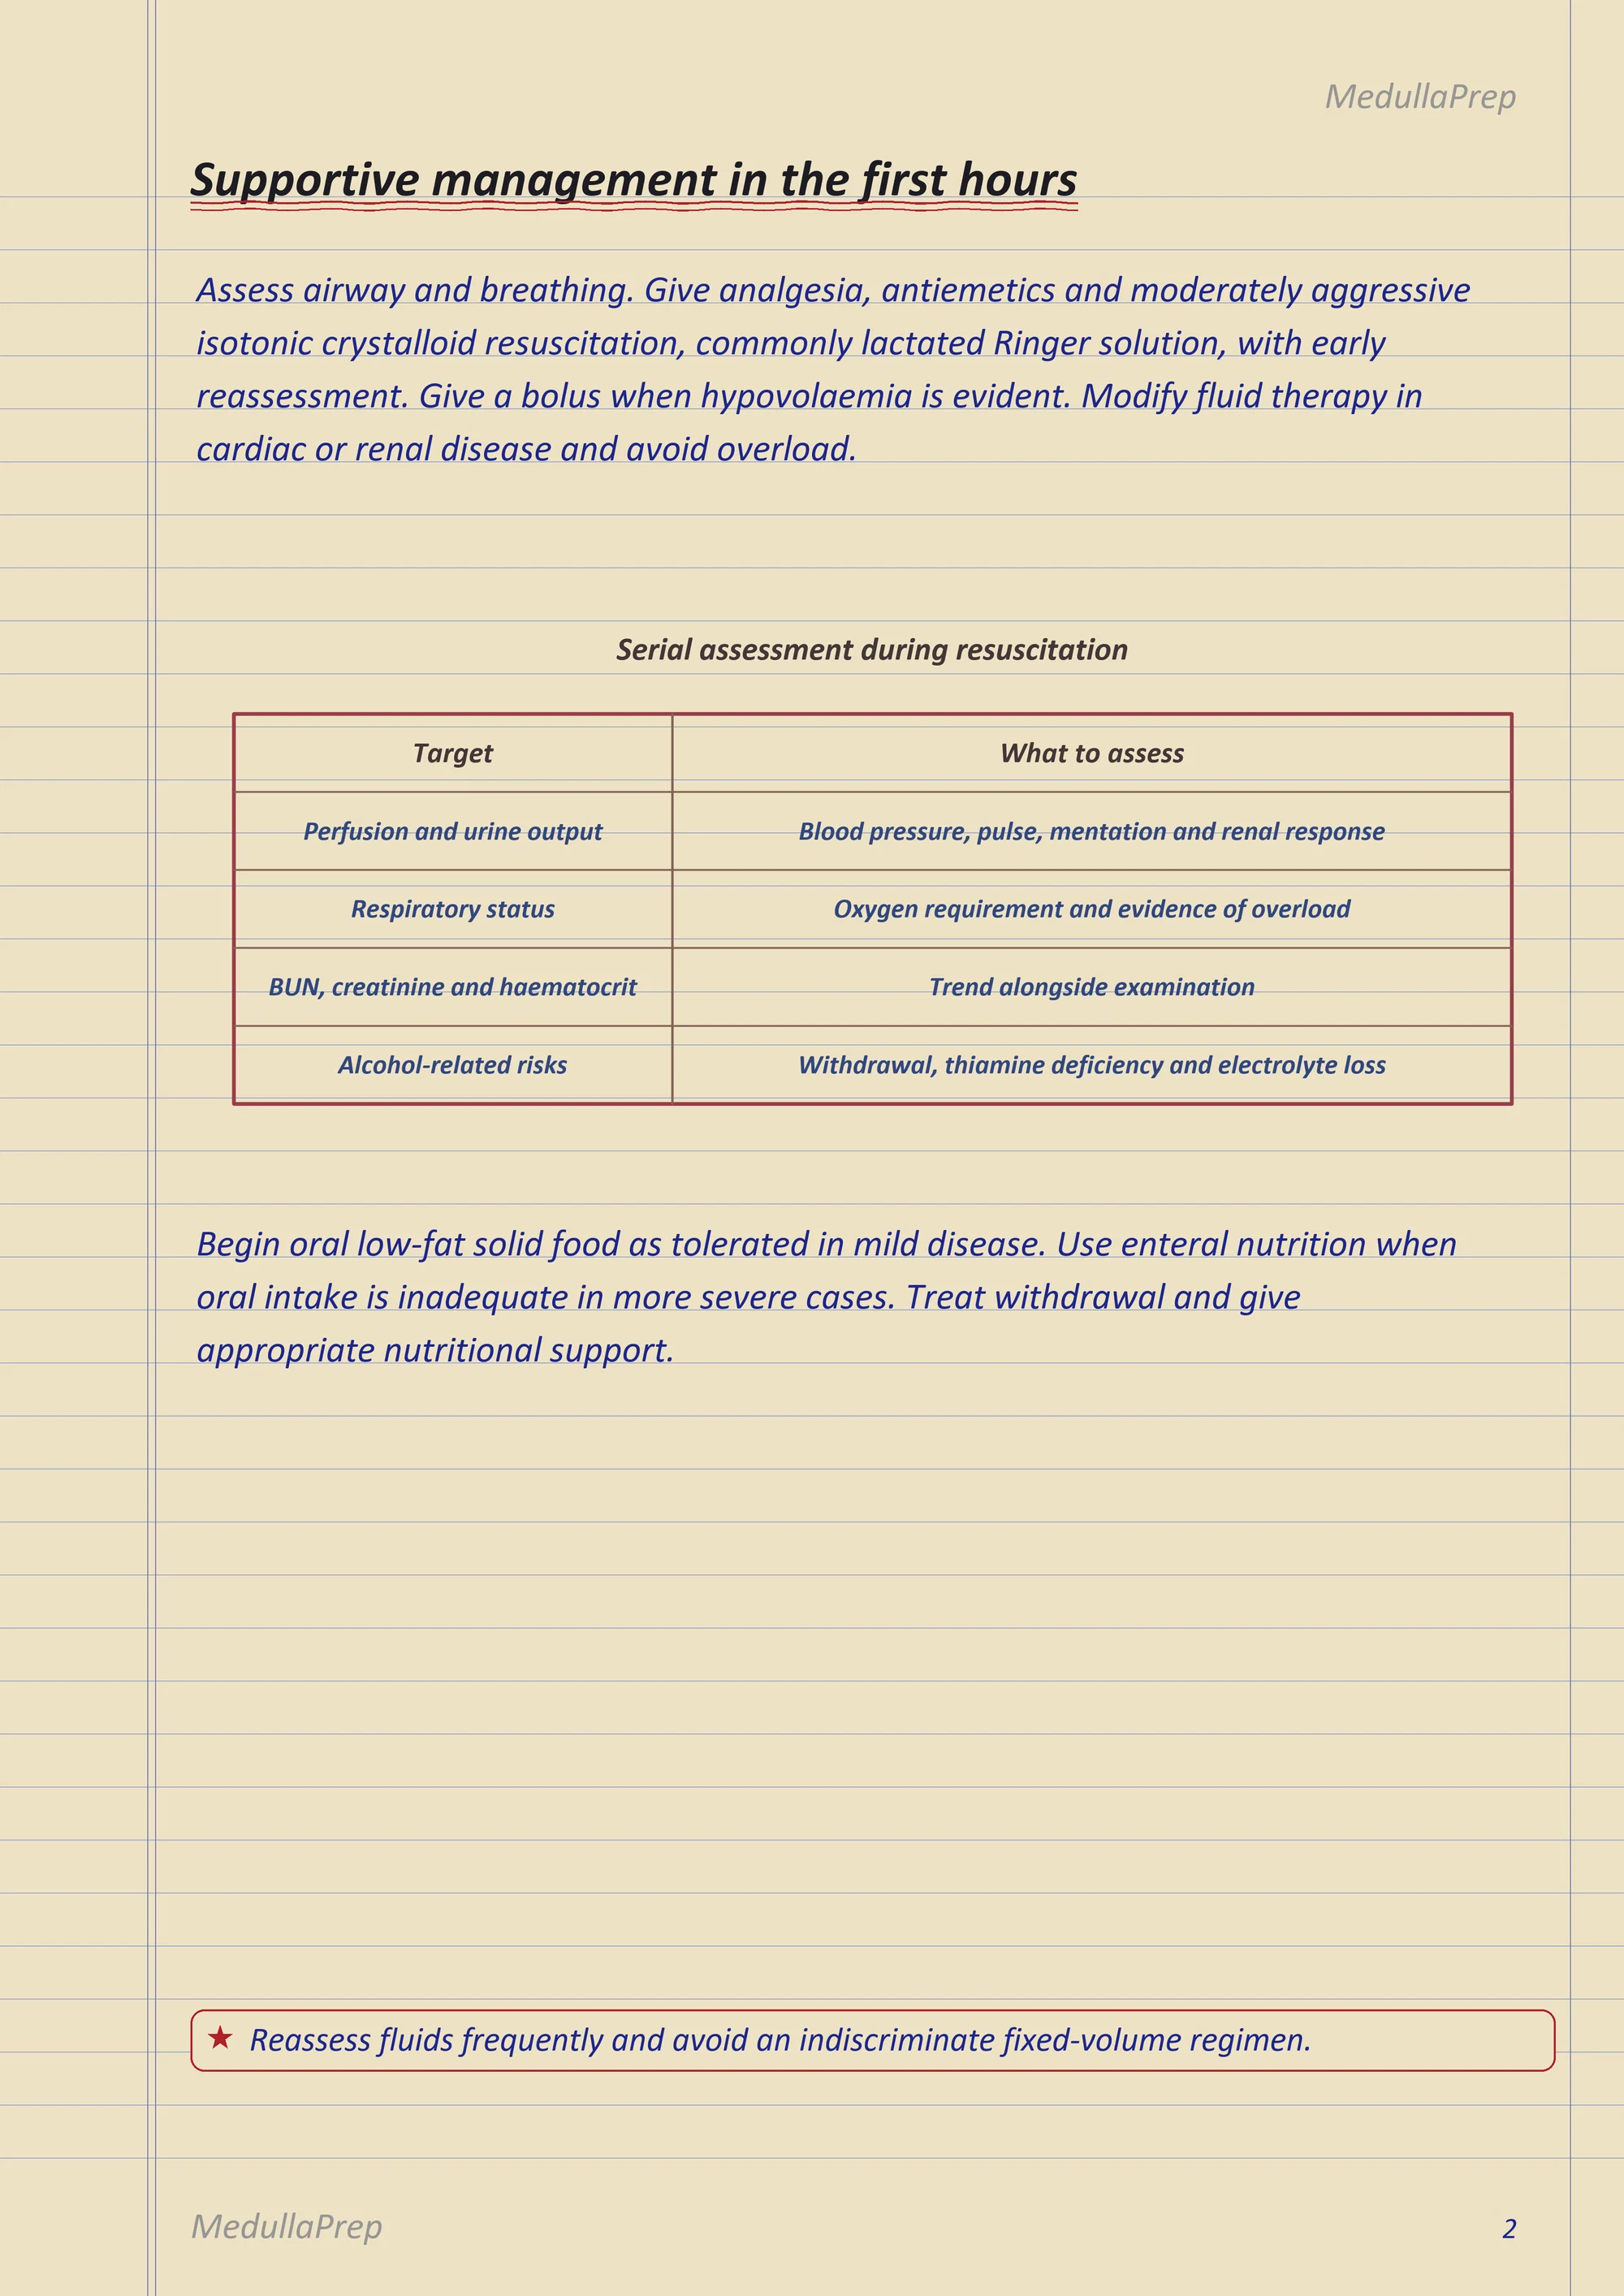 MedullaPrep
Supportive management in the first hours
Assess airway and breathing. Give analgesia, antiemetics and moderately aggressive
isotonic crystalloid resuscitation, commonly lactated Ringer solution, with early
reassessment. Give a bolus when hypovolaemia is evident. Modify fluid therapy in
cardiac or renal disease and avoid overload.
Serial assessment during resuscitation
Target What to assess
Perfusion and urine output Blood pressure, pulse, mentation and renal response
Respiratory status Oxygen requirement and evidence of overload
BUN, creatinine and haematocrit Trend alongside examination
Alcohol-related risks Withdrawal, thiamine deficiency and electrolyte loss
Begin oral low-fat solid food as tolerated in mild disease. Use enteral nutrition when
oral intake is inadequate in more severe cases. Treat withdrawal and give
appropriate nutritional support.
★ Reassess fluids frequently and avoid an indiscriminate fixed-volume regimen.
MedullaPrep 2